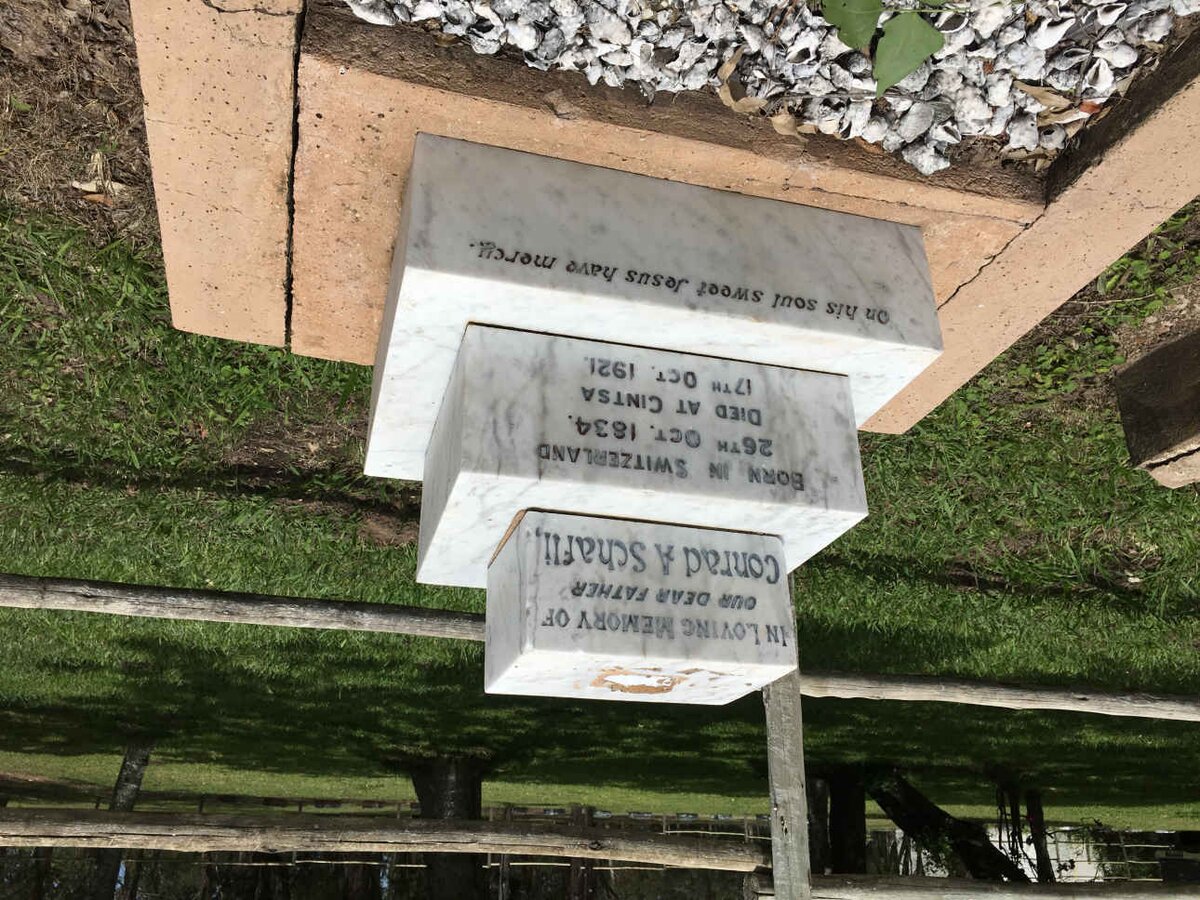 IN LOVING MEMORY OF
OUR DEAR FATHER
Conrad A Schafli,
BORN IN SWITZERLAND
26TH OCT. 1834.
DIED AT CINTSA
17TH OCT. 1921.
On his soul sweet Jesus have mercy.